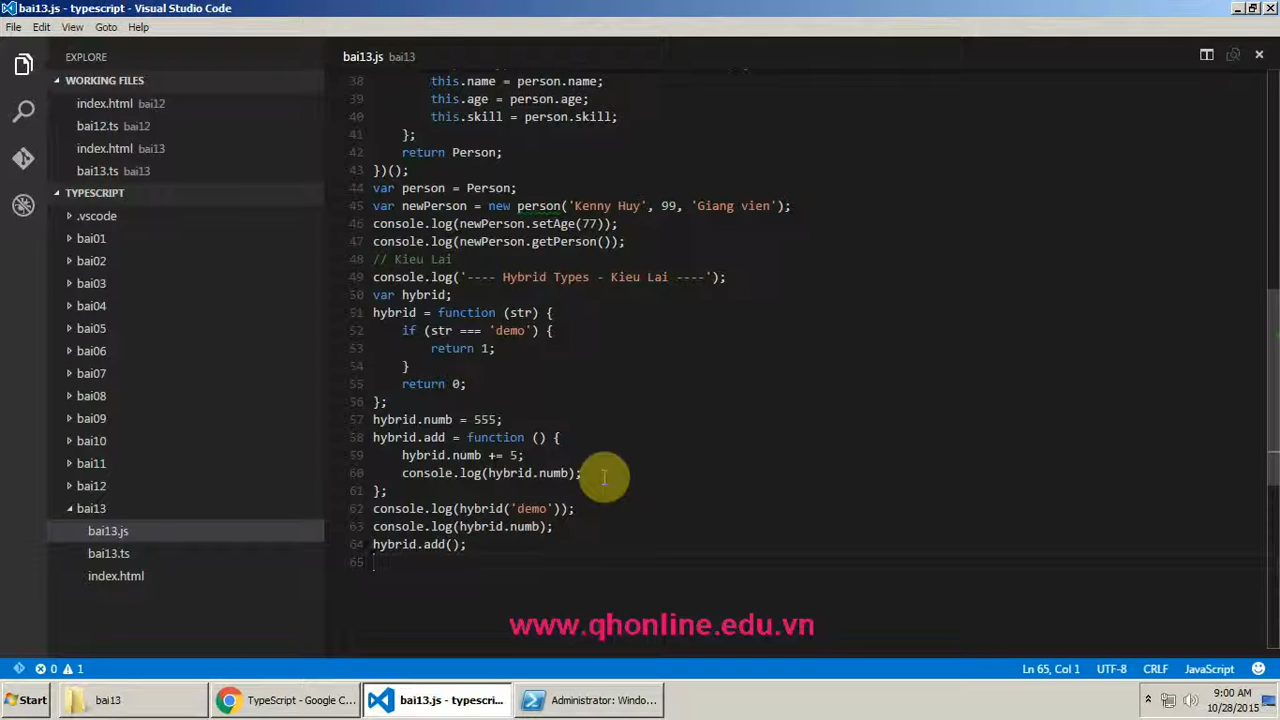 bai13.js - typescript - Visual Studio Code
File Edit View Goto Help
EXPLORE
WORKING FILES
index.html bai12
bai12.ts bai12
index.html bai13
bai13.ts bai13
TYPESCRIPT
.vscode
bai01
bai02
bai03
bai04
bai05
bai06
bai07
bai08
bai09
bai10
bai11
bai12
bai13
bai13.js
bai13.ts
index.html
bai13.js bai13
38 this.name = person.name;
39 this.age = person.age;
40 this.skill = person.skill;
41 };
42 return Person;
43 })();
44 var person = Person;
45 var newPerson = new person('Kenny Huy', 99, 'Giang vien');
46 console.log(newPerson.setAge(77));
47 console.log(newPerson.getPerson());
48 // Kieu Lai
49 console.log('---- Hybrid Types - Kieu Lai ----');
50 var hybrid;
51 hybrid = function (str) {
52 if (str === 'demo') {
53 return 1;
54 }
55 return 0;
56 };
57 hybrid.numb = 555;
58 hybrid.add = function () {
59 hybrid.numb += 5;
60 console.log(hybrid.numb);
61 };
62 console.log(hybrid('demo'));
63 console.log(hybrid.numb);
64 hybrid.add();
65
www.qhonline.edu.vn
0 1 Ln 65, Col 1 UTF-8 CRLF JavaScript
Start bai13 TypeScript - Google C... bai13.js - typescri... Administrator: Windo... 9:00 AM
10/28/2015